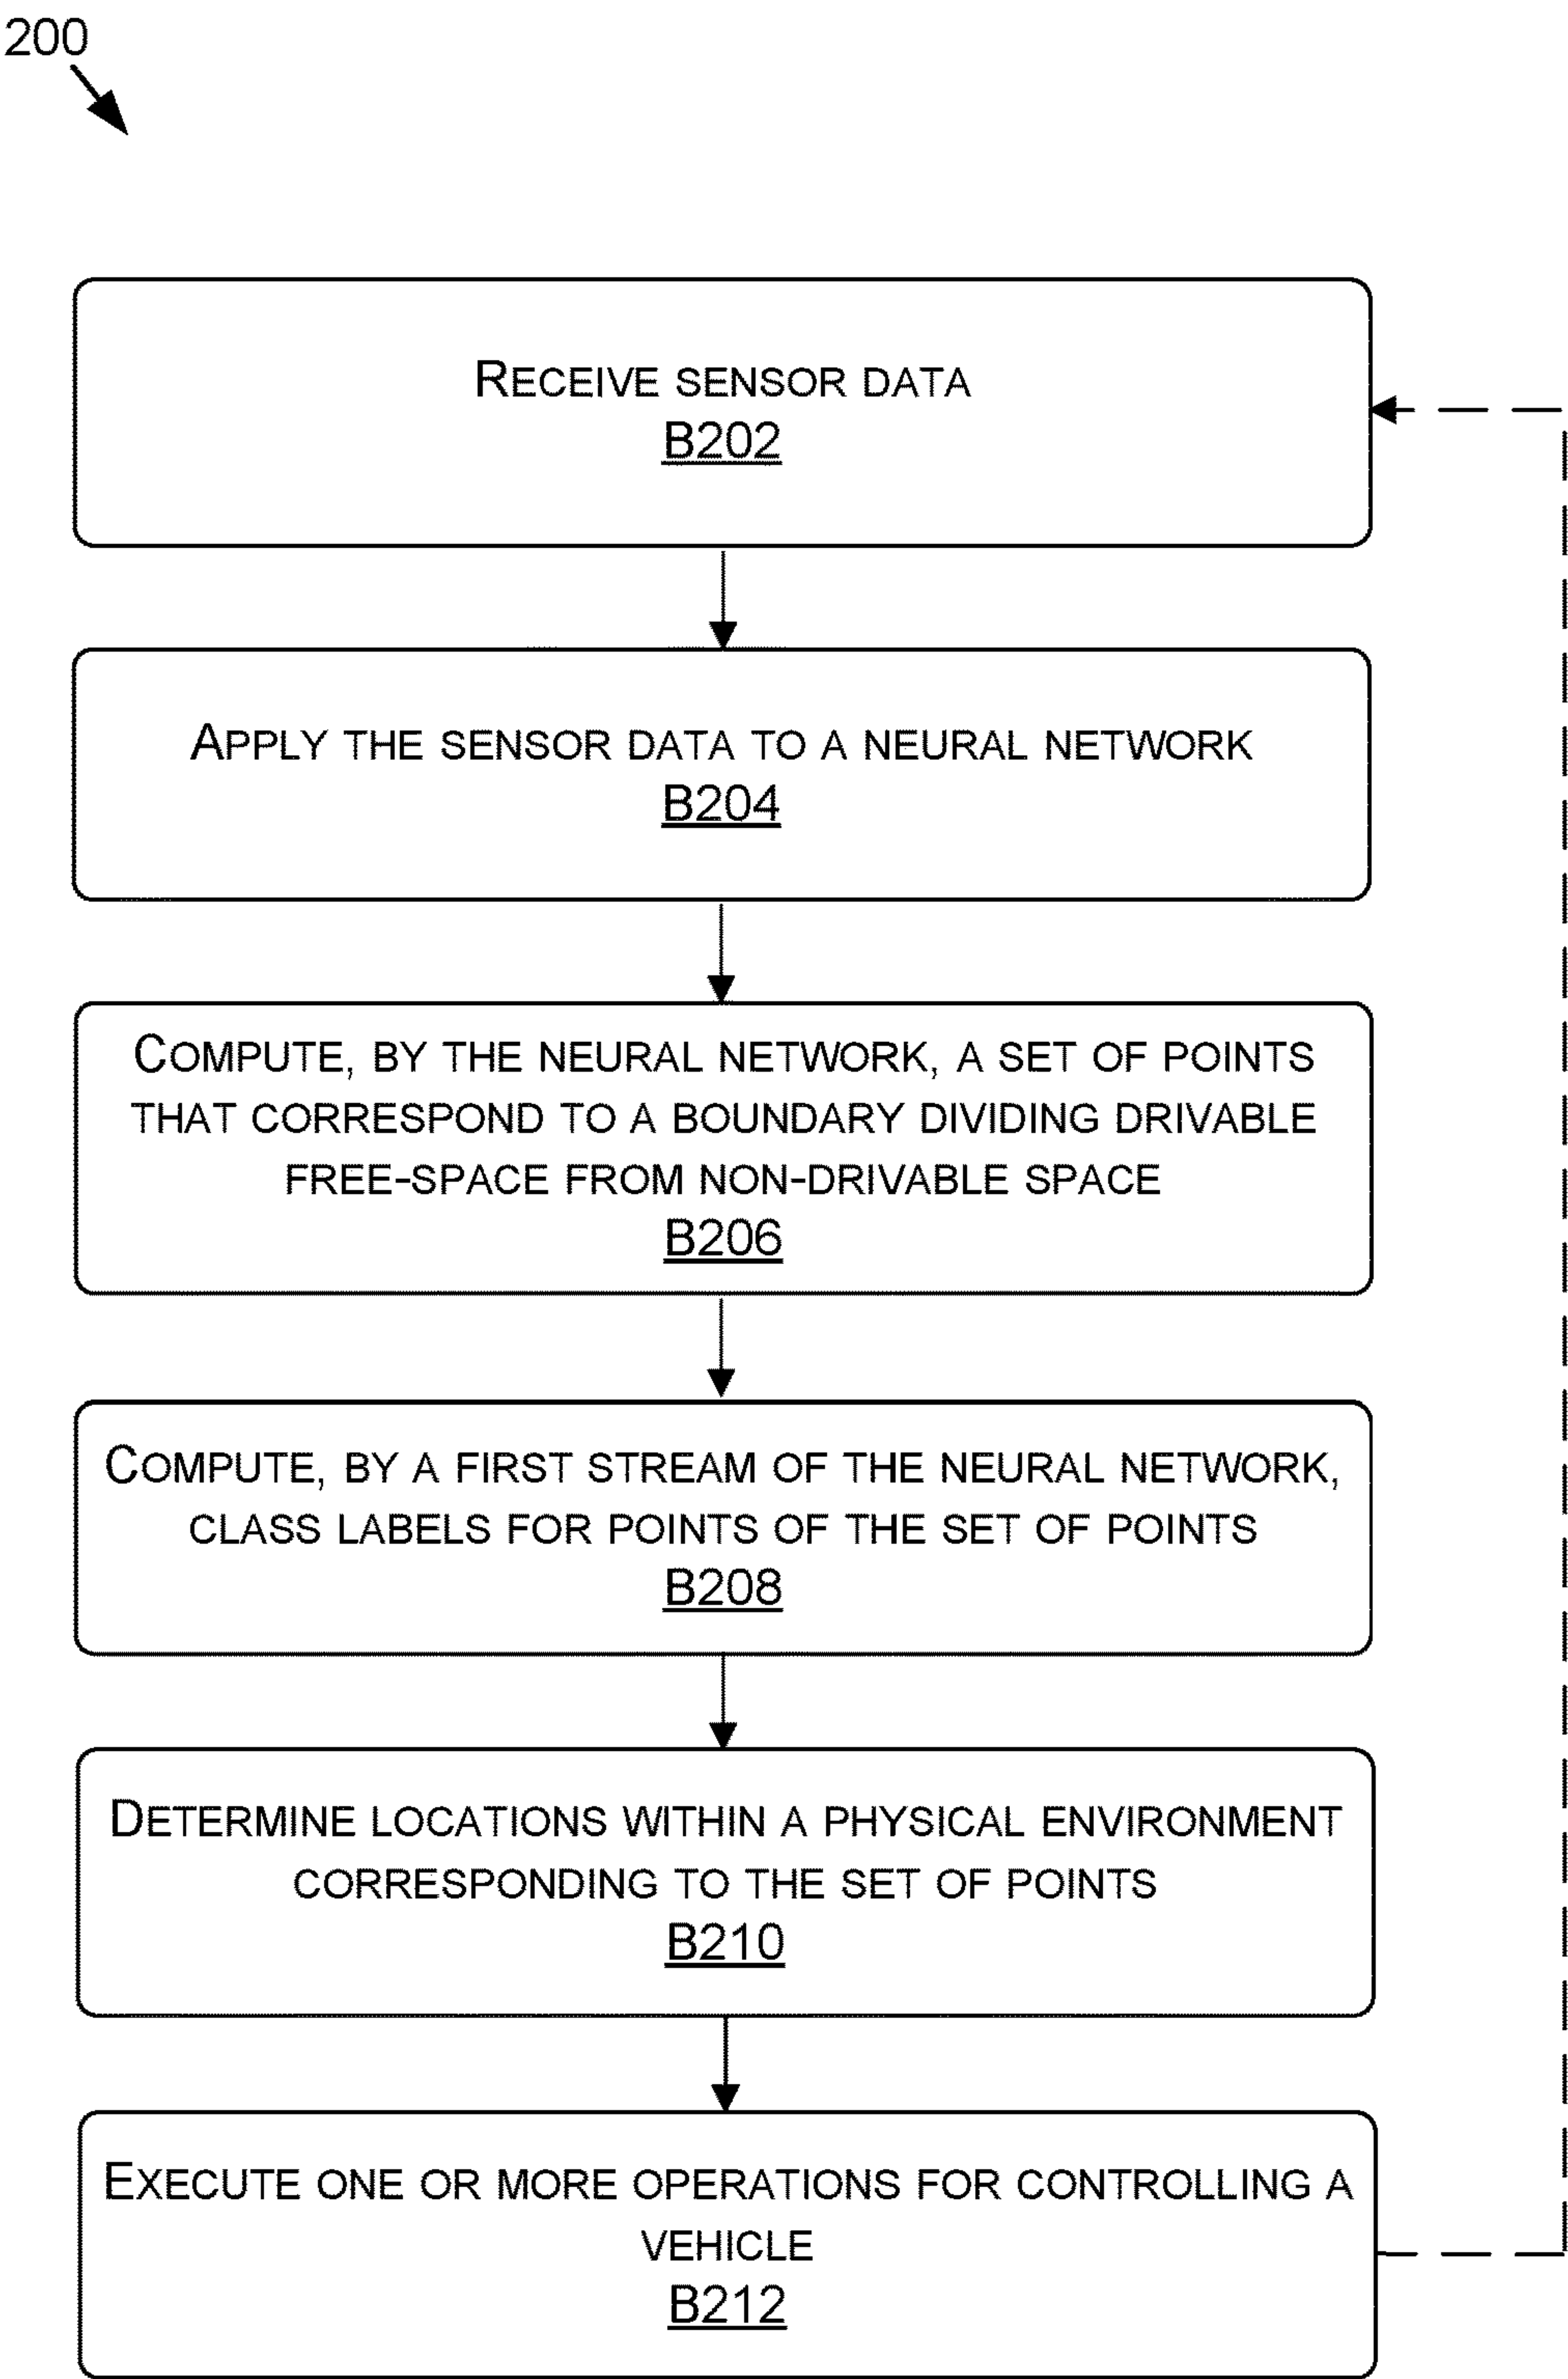 200
RECEIVE SENSOR DATA
B202
APPLY THE SENSOR DATA TO A NEURAL NETWORK
B204
COMPUTE, BY THE NEURAL NETWORK, A SET OF POINTS
THAT CORRESPOND TO A BOUNDARY DIVIDING DRIVABLE
FREE-SPACE FROM NON-DRIVABLE SPACE
B206
COMPUTE, BY A FIRST STREAM OF THE NEURAL NETWORK,
CLASS LABELS FOR POINTS OF THE SET OF POINTS
B208
DETERMINE LOCATIONS WITHIN A PHYSICAL ENVIRONMENT
CORRESPONDING TO THE SET OF POINTS
B210
EXECUTE ONE OR MORE OPERATIONS FOR CONTROLLING A
VEHICLE
B212